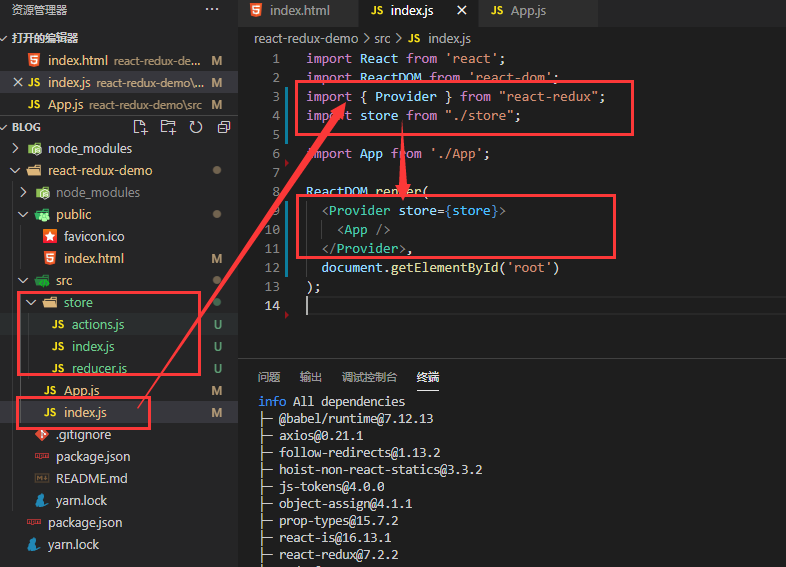 资源管理器 ···
打开的编辑器
index.html react-redux-de... M
JS index.js react-redux-demo\src M
JS App.js react-redux-demo\src M
BLOG
node_modules
react-redux-demo
node_modules
public
favicon.ico
index.html M
src
store
JS actions.js U
JS index.js U
JS reducer.js U
JS App.js M
JS index.js M
.gitignore
package.json
README.md
yarn.lock
package.json
yarn.lock
index.html JS index.js JS App.js
react-redux-demo > src > JS index.js
1 import React from 'react';
2 import ReactDOM from 'react-dom';
3 import { Provider } from "react-redux";
4 import store from "./store";
5
6 import App from './App';
7
8 ReactDOM.render(
9 <Provider store={store}>
10 <App />
11 </Provider>,
12 document.getElementById('root')
13 );
14
问题 输出 调试控制台 终端
info All dependencies
├─ @babel/runtime@7.12.13
├─ axios@0.21.1
├─ follow-redirects@1.13.2
├─ hoist-non-react-statics@3.3.2
├─ js-tokens@4.0.0
├─ object-assign@4.1.1
├─ prop-types@15.7.2
├─ react-is@16.13.1
├─ react-redux@7.2.2